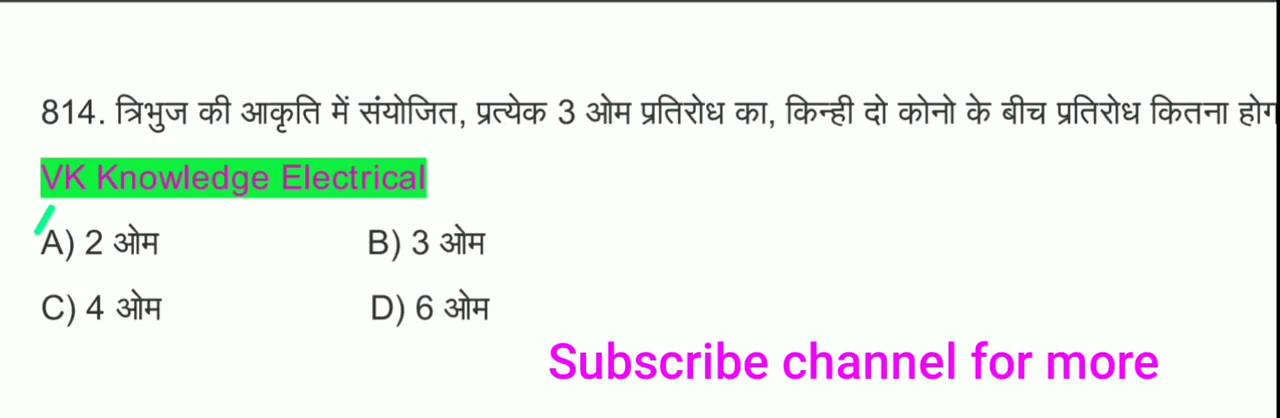 814. त्रिभुज की आकृति में संयोजित, प्रत्येक 3 ओम प्रतिरोध का, किन्ही दो कोनो के बीच प्रतिरोध कितना
VK Knowledge Electrical
A) 2 ओम B) 3 ओम
C) 4 ओम D) 6 ओम
Subscribe channel for more